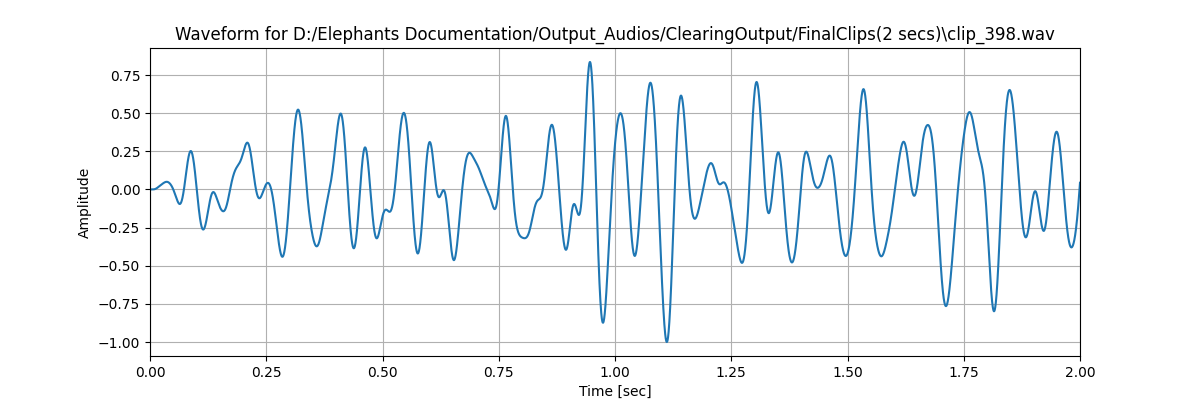 Waveform for D:/Elephants Documentation/Output_Audios/ClearingOutput/FinalClips(2 secs)\clip_398.wav
Amplitude
0.75
0.50
0.25
0.00
−0.25
−0.50
−0.75
−1.00
0.00 0.25 0.50 0.75 1.00 1.25 1.50 1.75 2.00
Time [sec]